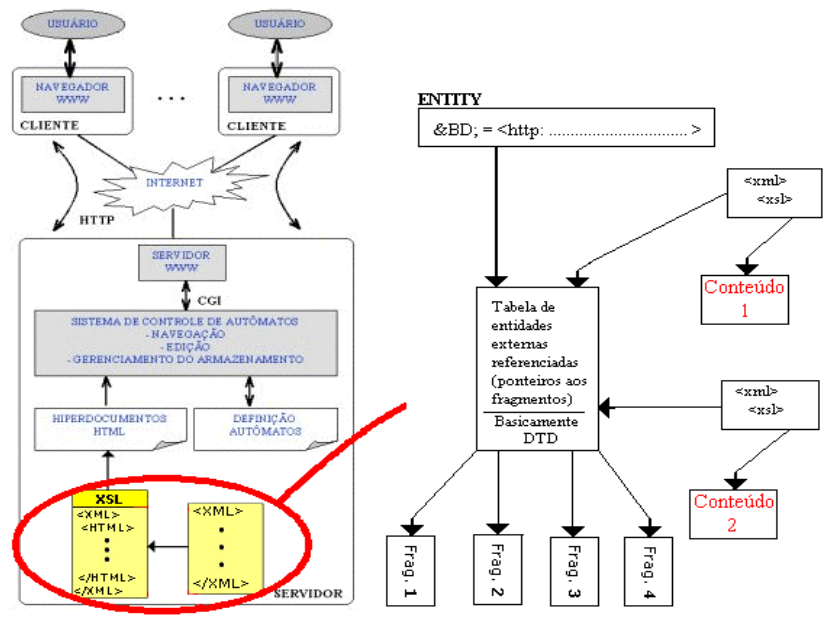 USUÁRIO
USUÁRIO
NAVEGADOR
WWW
CLIENTE
. . .
NAVEGADOR
WWW
CLIENTE
INTERNET
HTTP
SERVIDOR
WWW
CGI
SISTEMA DE CONTROLE DE AUTÔMATOS
- NAVEGAÇÃO
- EDIÇÃO
- GERENCIAMENTO DO ARMAZENAMENTO
HIPERDOCUMENTOS
HTML
DEFINIÇÃO
AUTÔMATOS
XSL
<XML>
<HTML>
</HTML>
</XML>
<XML>
</XML>
SERVIDOR
ENTITY
&BD; = <http: ................................. >
<xml>
<xsl>
Conteúdo
1
Tabela de
entidades
externas
referenciadas
(ponteiros aos
fragmentos)
Basicamente
DTD
<xml>
<xsl>
Conteúdo
2
Frag. 1
Frag. 2
Frag. 3
Frag. 4